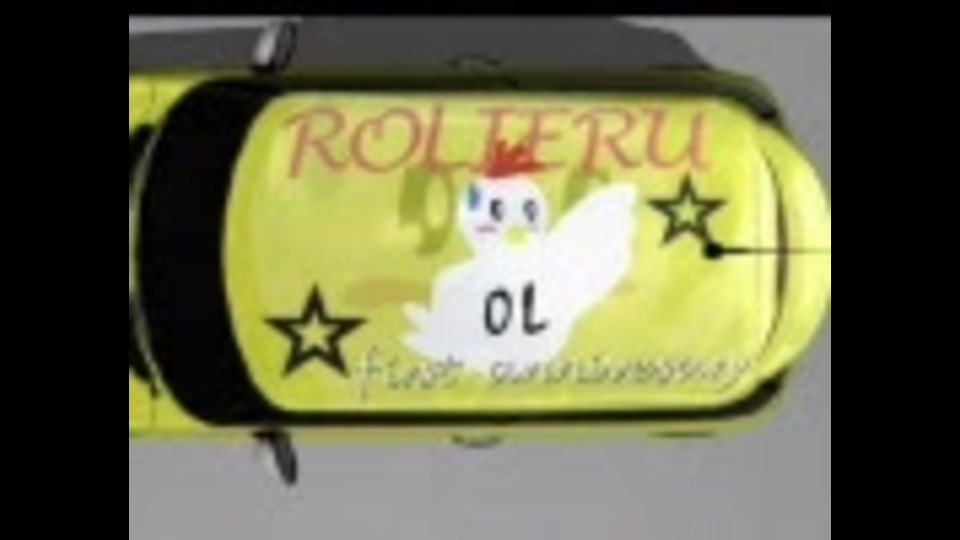 ROLTERU
OL
first anniversary